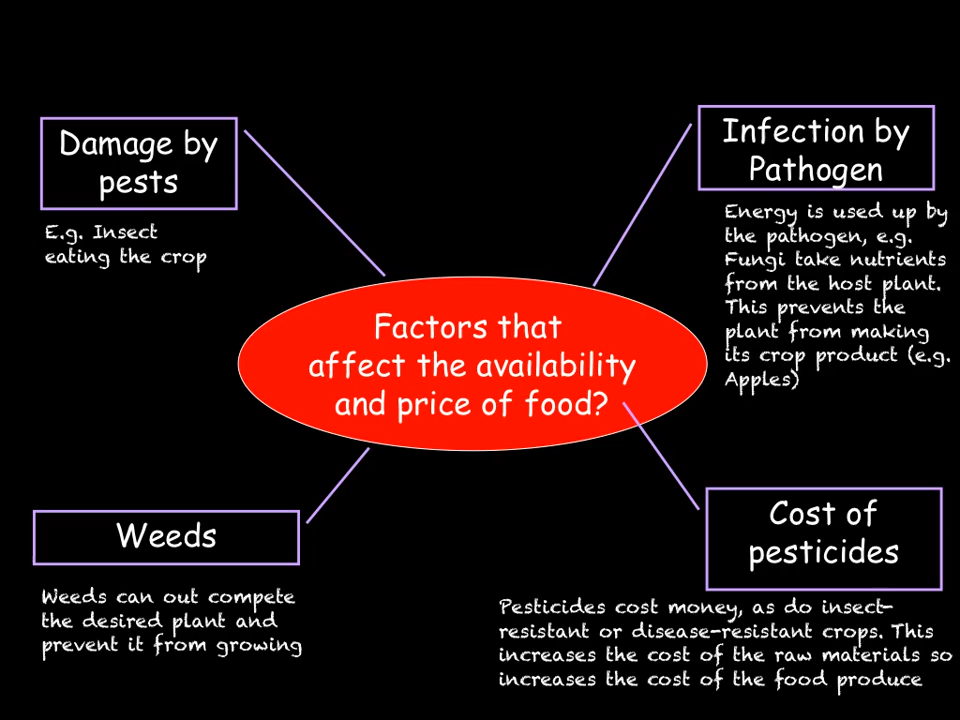 Damage by
pests
E.g. Insect
eating the crop
Infection by
Pathogen
Energy is used up by
the pathogen, e.g.
Fungi take nutrients
from the host plant.
This prevents the
plant from making
its crop product (e.g.
Apples)
Factors that
affect the availability
and price of food?
Weeds
Weeds can out compete
the desired plant and
prevent it from growing
Cost of
pesticides
Pesticides cost money, as do insect-
resistant or disease-resistant crops. This
increases the cost of the raw materials so
increases the cost of the food produce